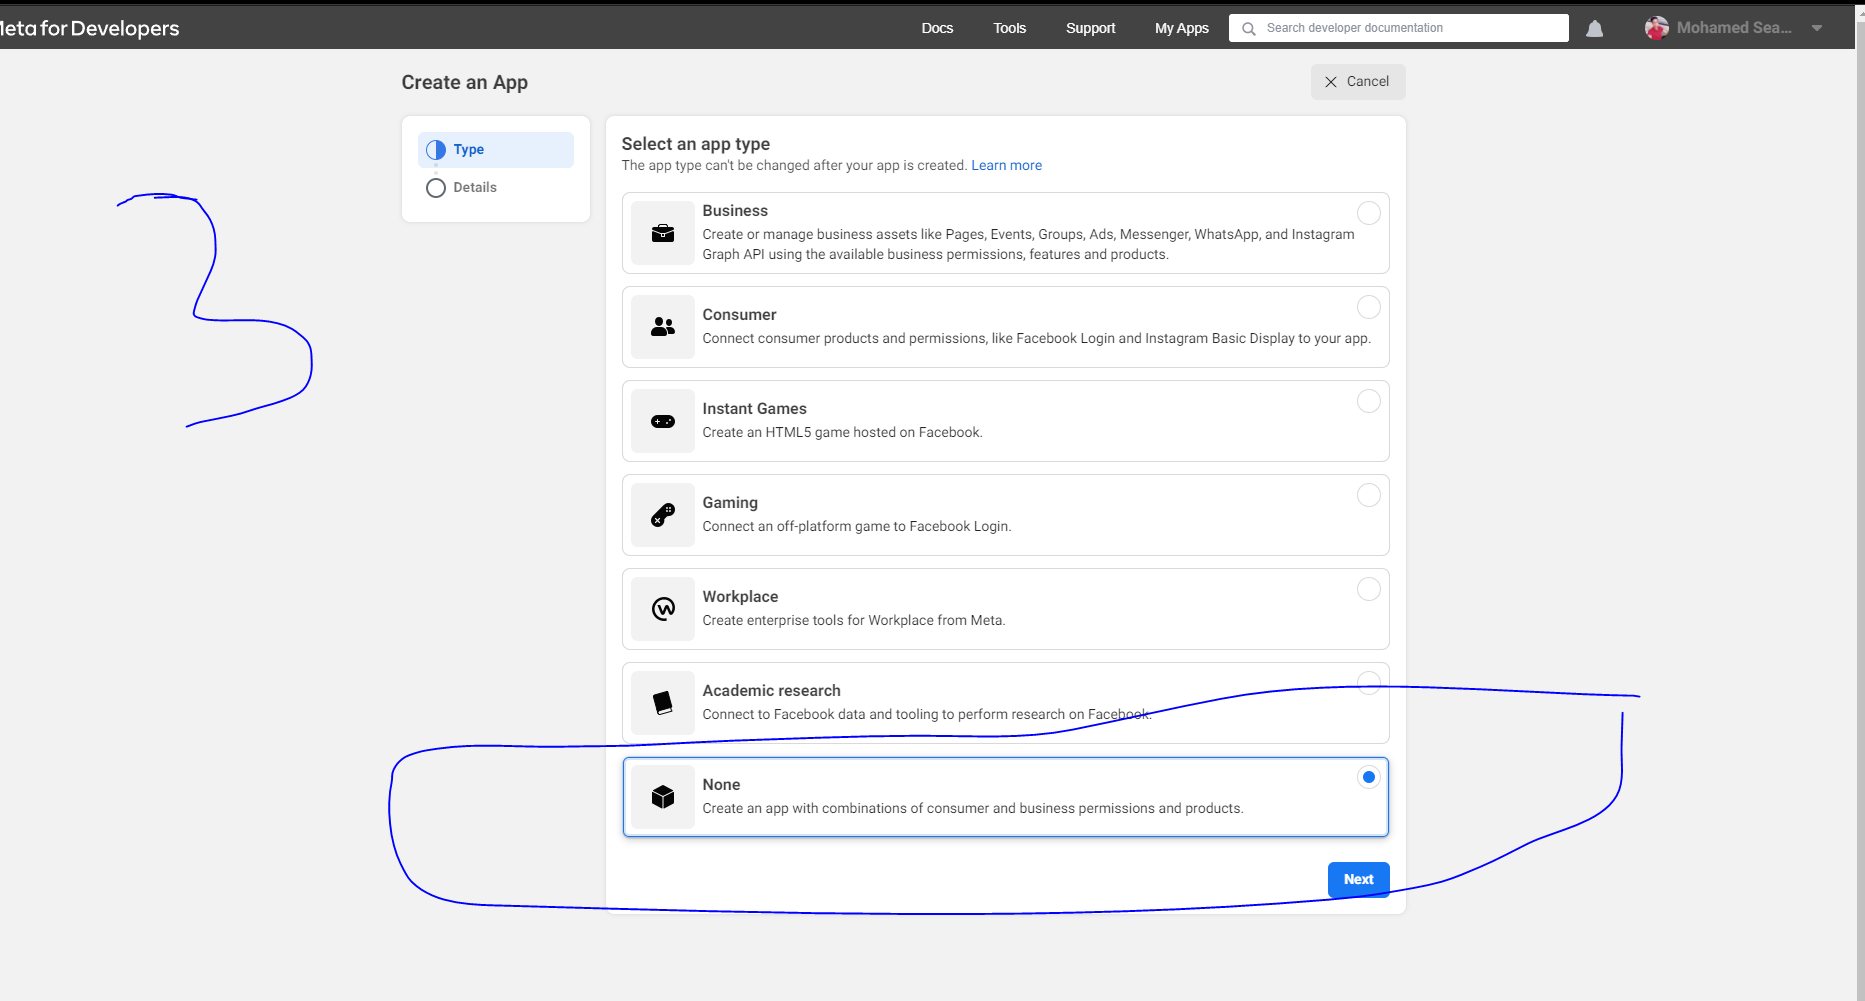 Meta for Developers
Docs Tools Support My Apps Search developer documentation Mohamed Sea...
Create an App
Cancel
Type
Details
Select an app type
The app type can't be changed after your app is created. Learn more
Business
Create or manage business assets like Pages, Events, Groups, Ads, Messenger, WhatsApp, and Instagram
Graph API using the available business permissions, features and products.
Consumer
Connect consumer products and permissions, like Facebook Login and Instagram Basic Display to your app.
Instant Games
Create an HTML5 game hosted on Facebook.
Gaming
Connect an off-platform game to Facebook Login.
Workplace
Create enterprise tools for Workplace from Meta.
Academic research
Connect to Facebook data and tooling to perform research on Facebook.
None
Create an app with combinations of consumer and business permissions and products.
Next
3